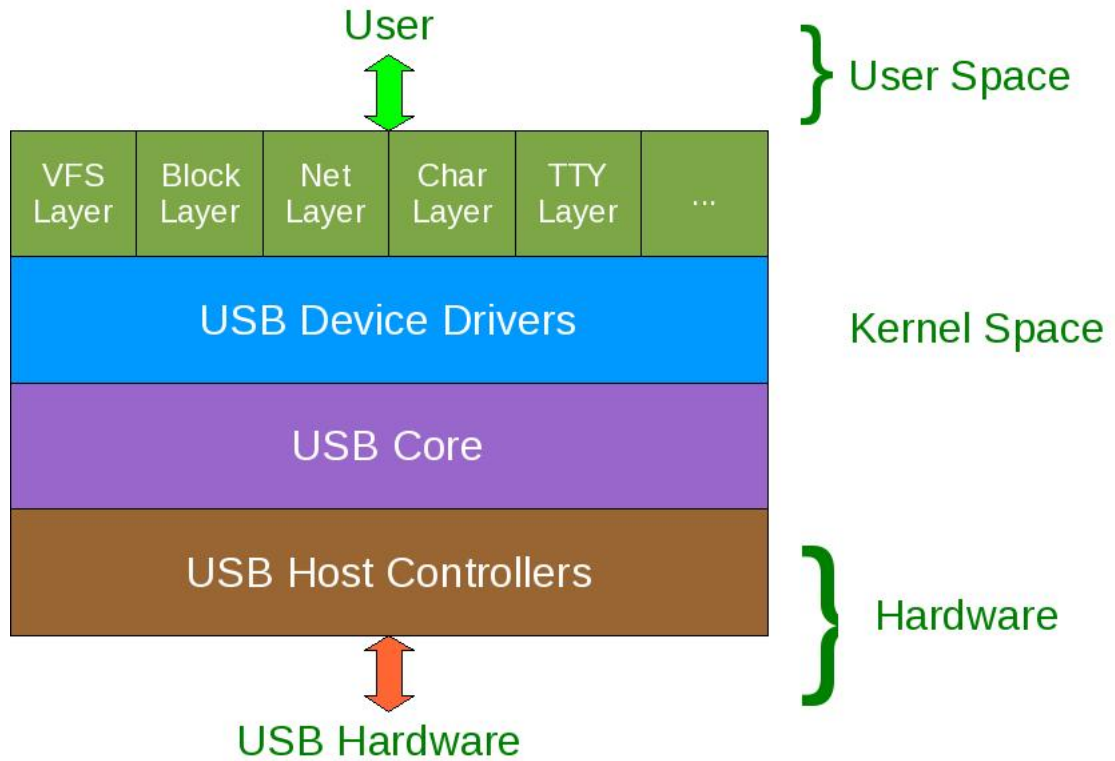 User
User Space
VFS
Layer
Block
Layer
Net
Layer
Char
Layer
TTY
Layer
...
USB Device Drivers
Kernel Space
USB Core
USB Host Controllers
Hardware
USB Hardware